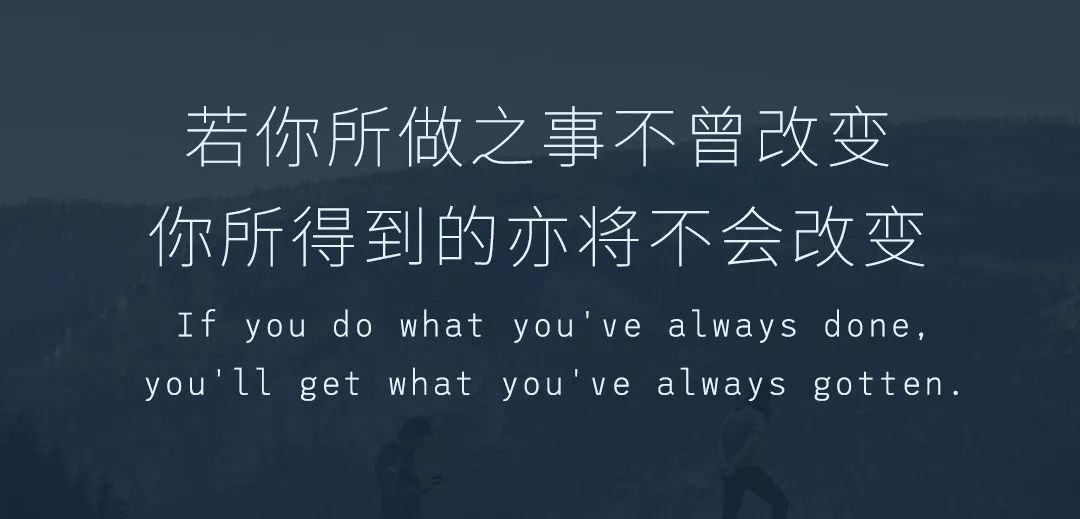 若你所做之事不曾改变
你所得到的亦将不会改变
If you do what you've always done,
you'll get what you've always gotten.